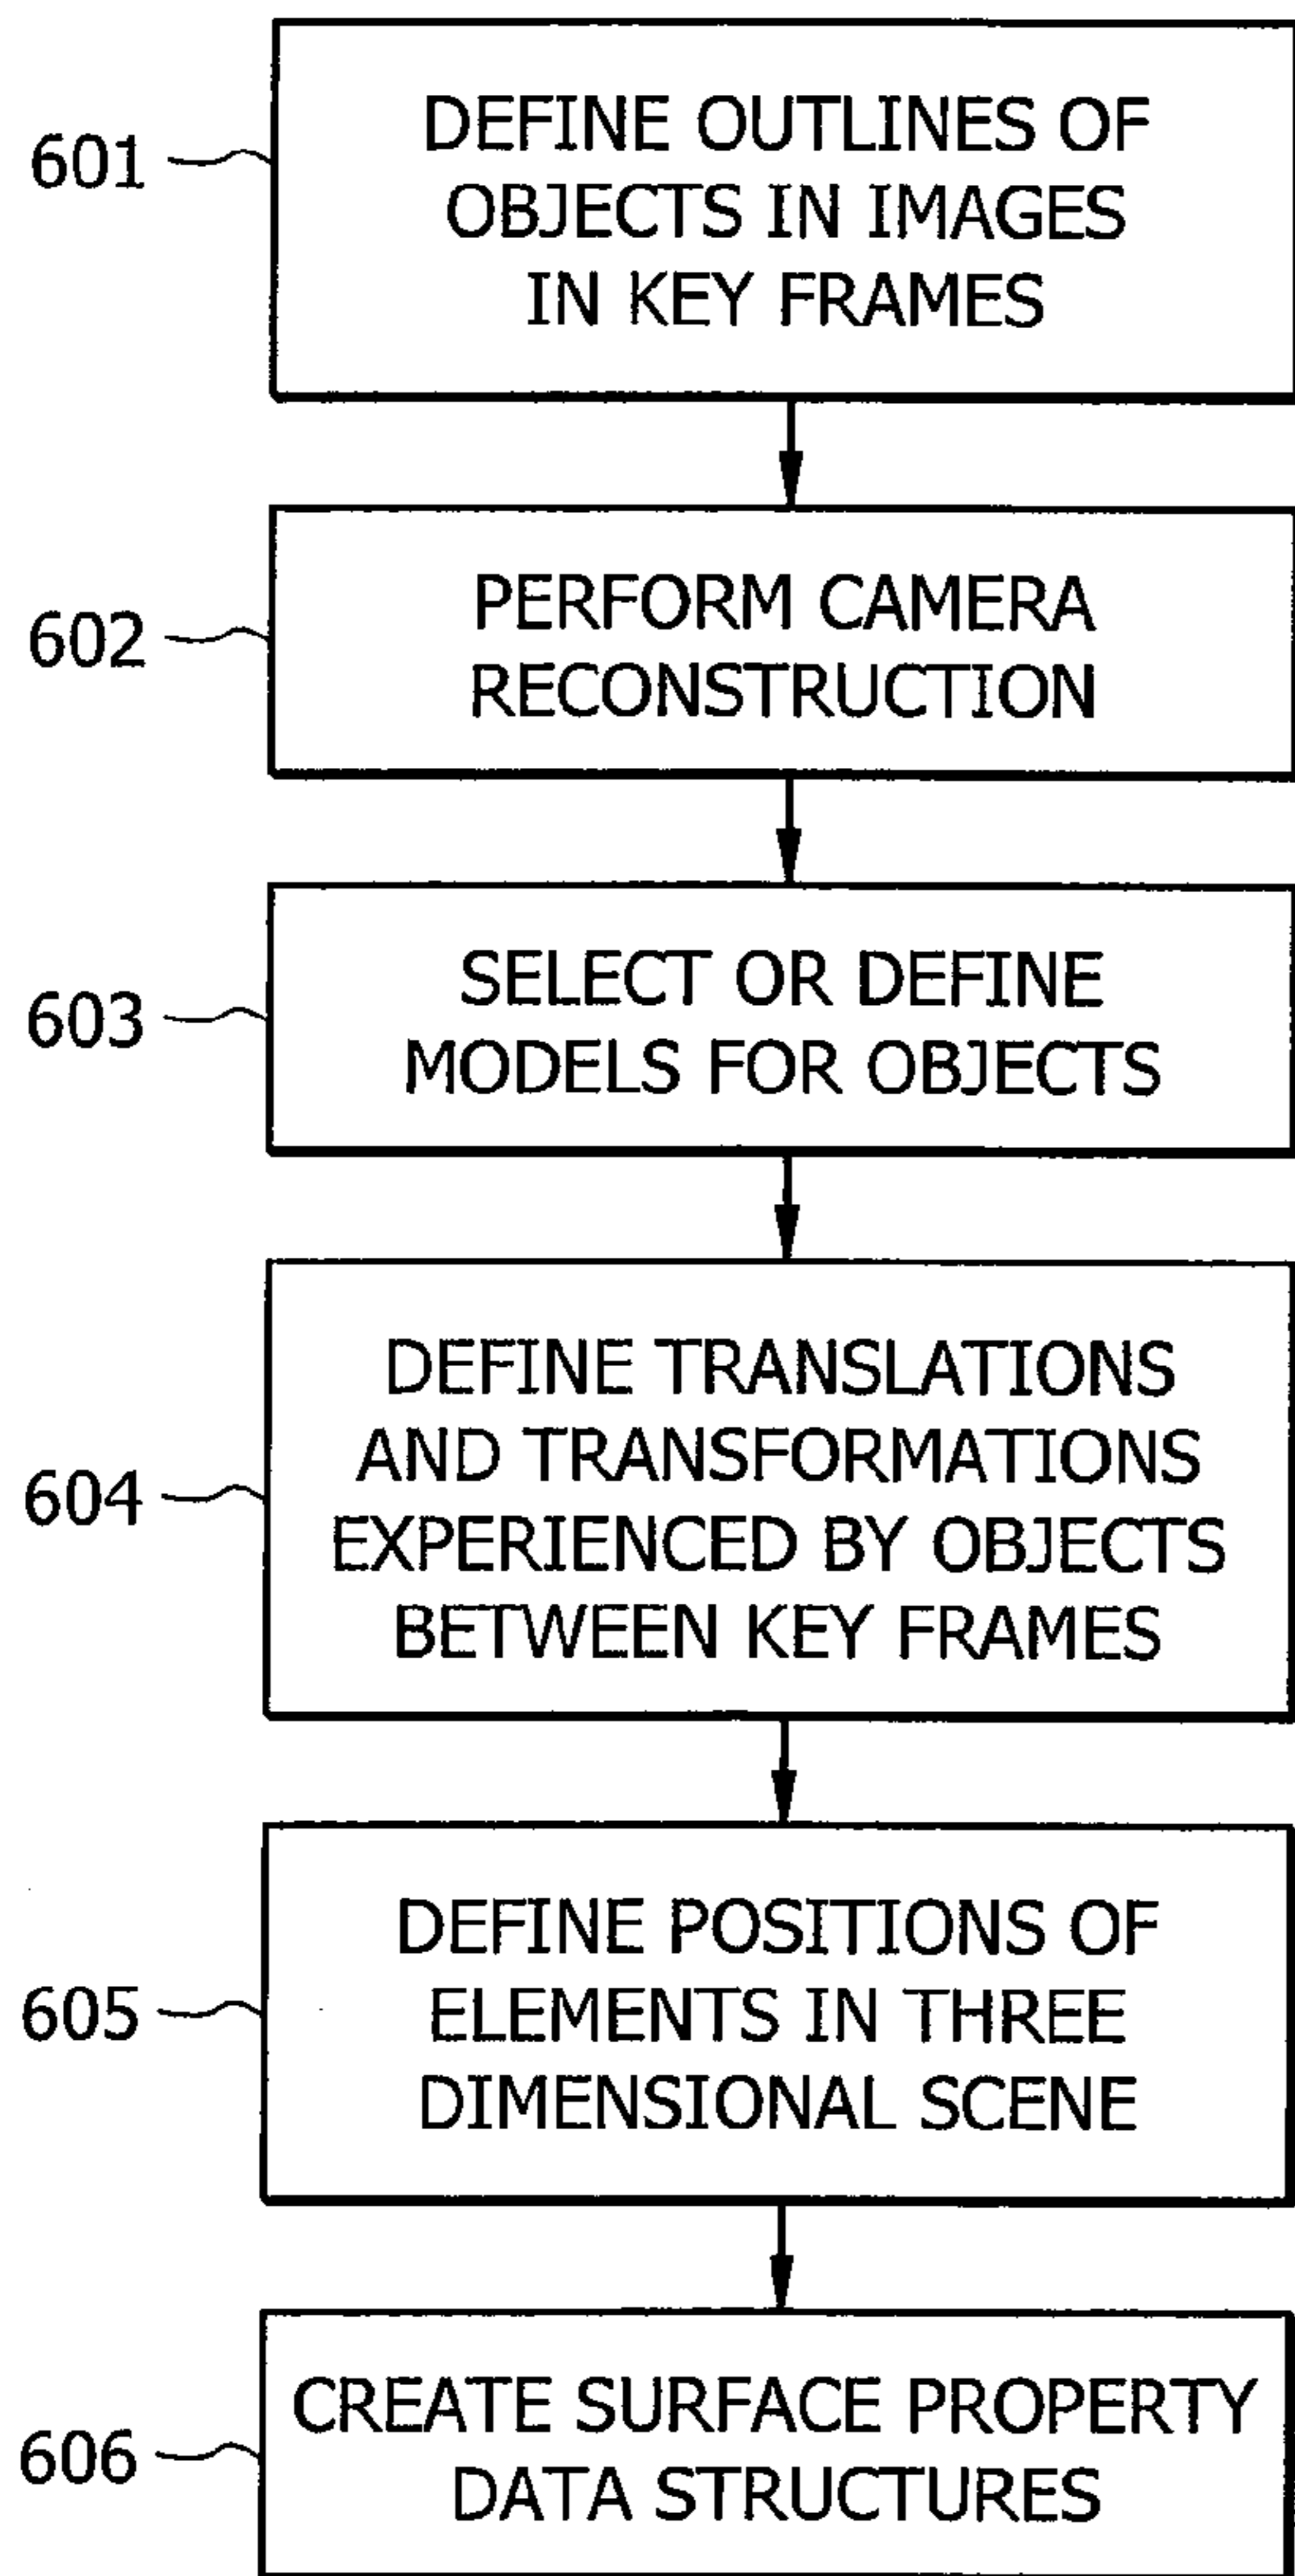 601
DEFINE OUTLINES OF
OBJECTS IN IMAGES
IN KEY FRAMES
602
PERFORM CAMERA
RECONSTRUCTION
603
SELECT OR DEFINE
MODELS FOR OBJECTS
604
DEFINE TRANSLATIONS
AND TRANSFORMATIONS
EXPERIENCED BY OBJECTS
BETWEEN KEY FRAMES
605
DEFINE POSITIONS OF
ELEMENTS IN THREE
DIMENSIONAL SCENE
606
CREATE SURFACE PROPERTY
DATA STRUCTURES